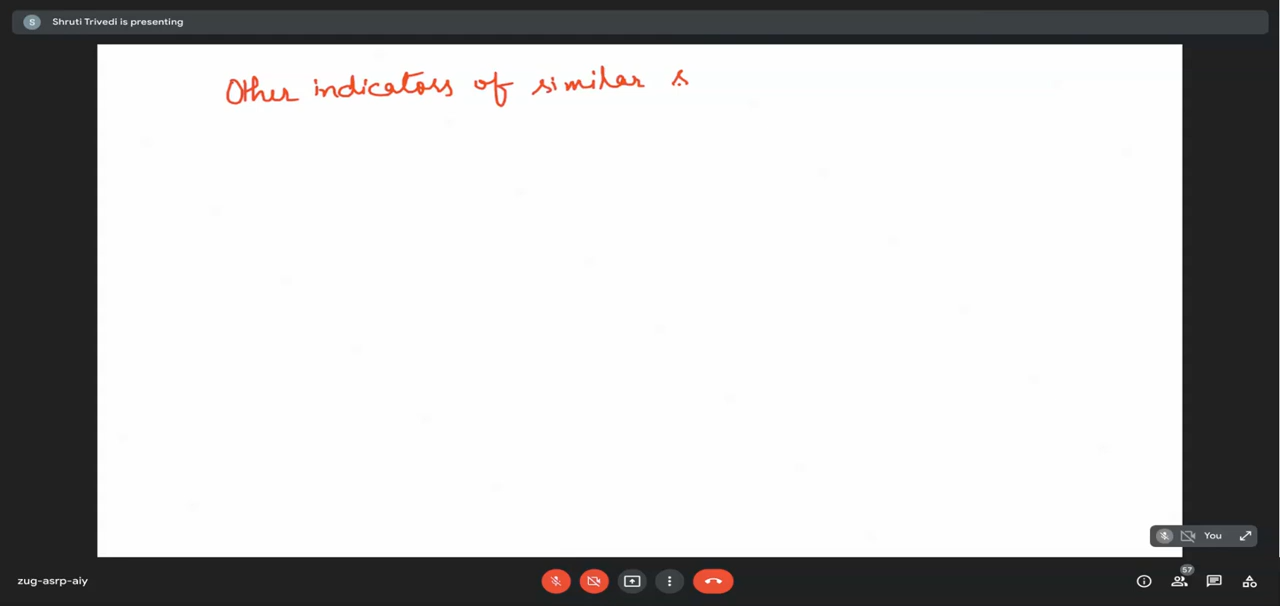 S Shruti Trivedi is presenting
Other indicators of similar s
You
zug-asrp-aiy
57